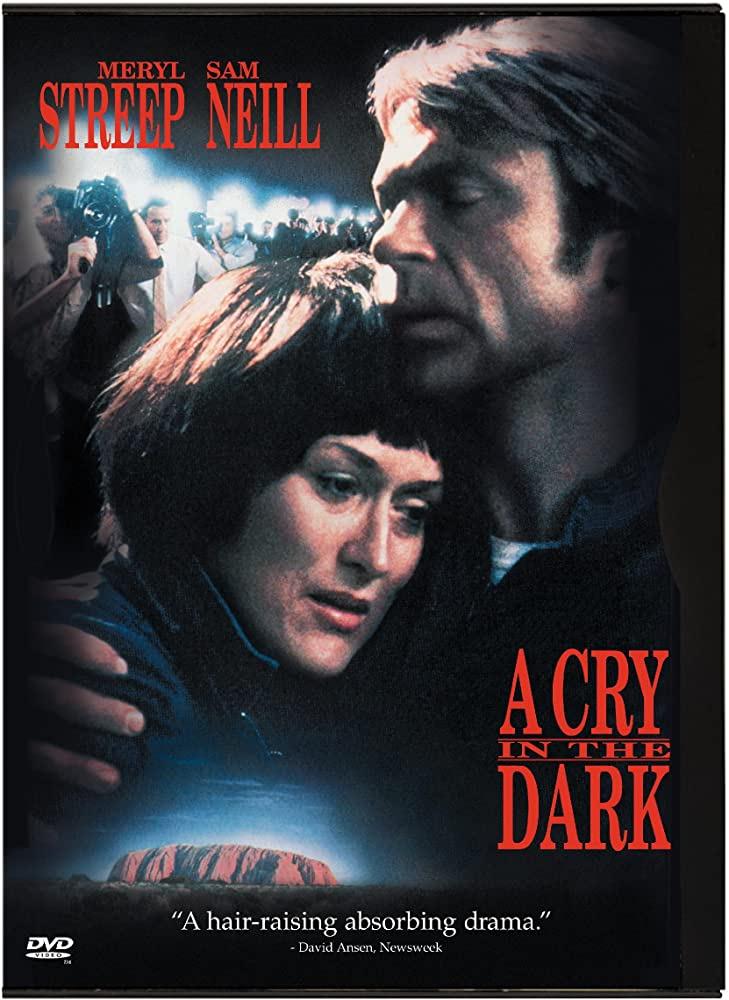 MERYL SAM
STREEP NEILL
A CRY
IN THE
DARK
“A hair-raising absorbing drama.”
- David Ansen, Newsweek
DVD
VIDEO